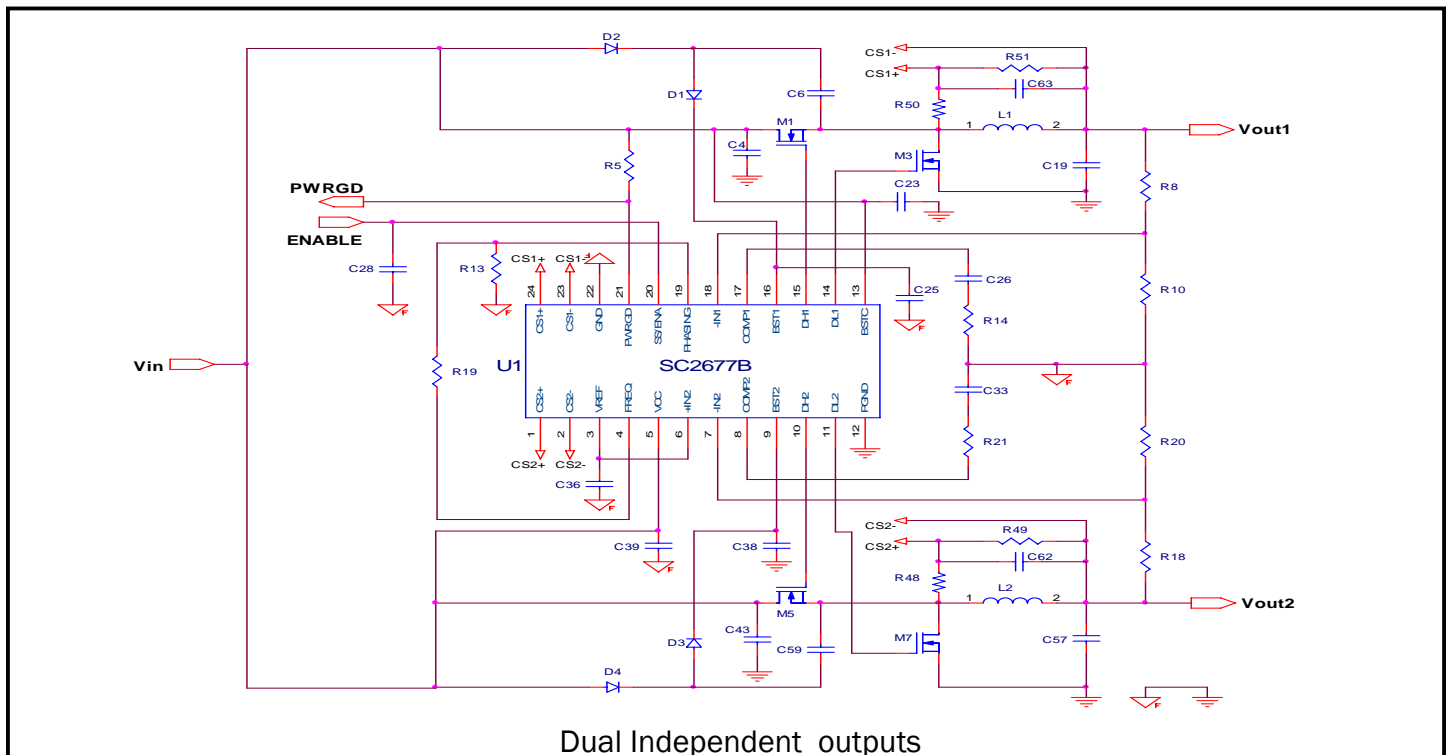 D2
CS1-
CS1+
R51
C63
D1
C6
R50
M1
L1
1
2
Vout1
R5
C4
M3
C19
R8
PWRGD
C23
ENABLE
C28
R13
CS1+
CS1-
C25
C26
R10
24
23
22
21
20
19
18
17
16
15
14
13
CS1+
CS1-
GND
PWRGD
SS/ENA
PHASING
-IN1
COMP1
BST1
DH1
DL1
BSTC
R14
Vin
R19
U1
SC2677B
F
C33
CS2+
CS2-
VREF
FREQ
VCC
+IN2
-IN2
COMP2
BST2
DH2
DL2
PGND
1
2
3
4
5
6
7
8
9
10
11
12
R21
R20
CS2+
CS2-
C36
F
C39
F
C38
CS2-
CS2+
R49
C62
R18
R48
L2
1
2
Vout2
M5
C43
D3
C59
M7
C57
D4
F
Dual Independent outputs